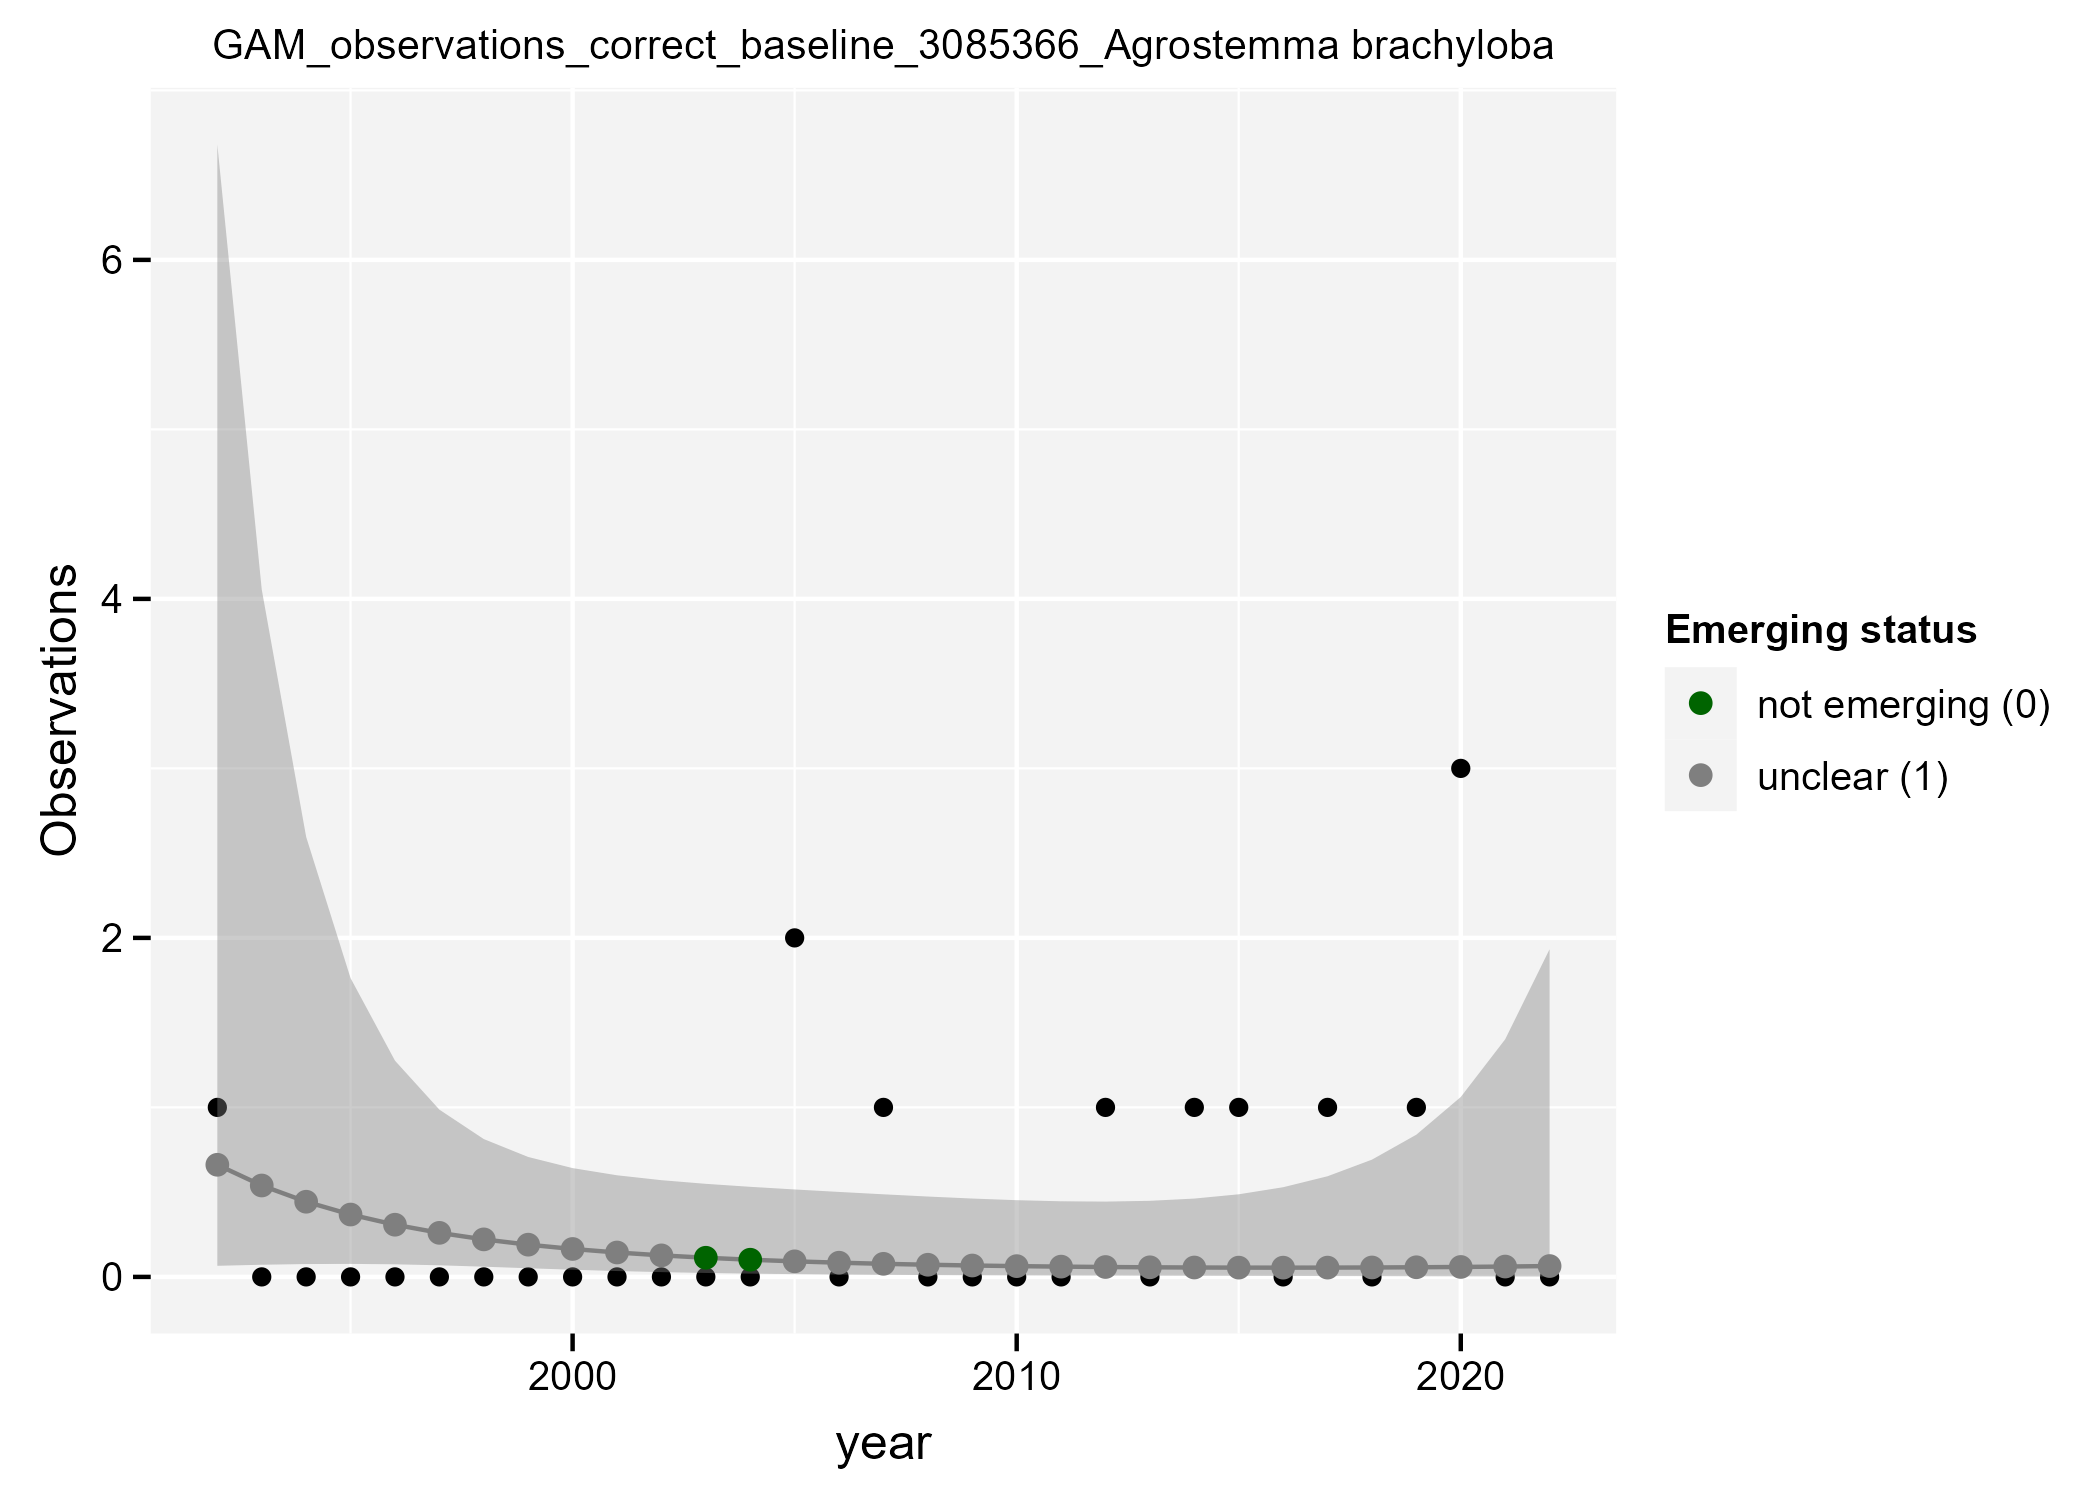 GAM_observations_correct_baseline_3085366_Agrostemma brachyloba
Observations
6
4
2
0
2000
2010
2020
year
Emerging status
not emerging (0)
unclear (1)